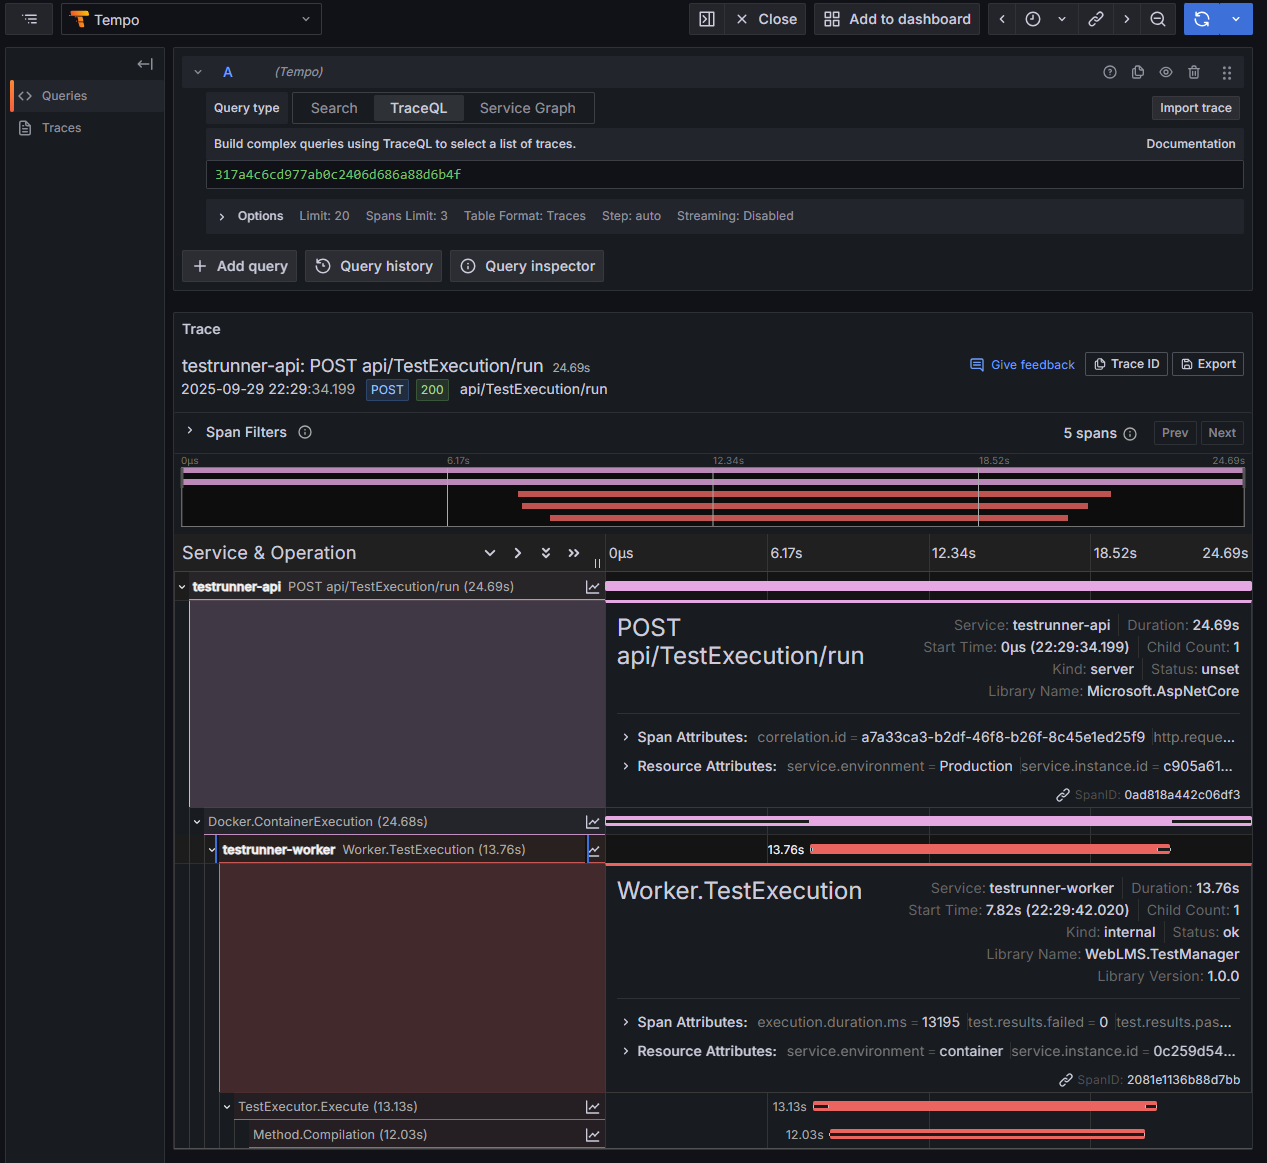 Tempo
Close
Add to dashboard
Queries
Traces
A (Tempo)
Query type Search TraceQL Service Graph Import trace
Build complex queries using TraceQL to select a list of traces. Documentation
317a4c6cd977ab0c2406d686a88d6b4f
Options Limit: 20 Spans Limit: 3 Table Format: Traces Step: auto Streaming: Disabled
Add query Query history Query inspector
Trace
testrunner-api: POST api/TestExecution/run 24.69s
Give feedback Trace ID Export
2025-09-29 22:29:34.199 POST 200 api/TestExecution/run
Span Filters 5 spans Prev Next
0μs 6.17s 12.34s 18.52s 24.69s
Service & Operation 0μs 6.17s 12.34s 18.52s 24.69s
testrunner-api POST api/TestExecution/run (24.69s)
POST
api/TestExecution/run
Service: testrunner-api Duration: 24.69s
Start Time: 0μs (22:29:34.199) Child Count: 1
Kind: server Status: unset
Library Name: Microsoft.AspNetCore
Span Attributes: correlation.id = a7a33ca3-b2df-46f8-b26f-8c45e1ed25f9 http.reque...
Resource Attributes: service.environment = Production service.instance.id = c905a61...
SpanID: 0ad818a442c06df3
Docker.ContainerExecution (24.68s)
testrunner-worker Worker.TestExecution (13.76s) 13.76s
Worker.TestExecution
Service: testrunner-worker Duration: 13.76s
Start Time: 7.82s (22:29:42.020) Child Count: 1
Kind: internal Status: ok
Library Name: WebLMS.TestManager
Library Version: 1.0.0
Span Attributes: execution.duration.ms = 13195 test.results.failed = 0 test.results.pas...
Resource Attributes: service.environment = container service.instance.id = 0c259d54...
SpanID: 2081e1136b88d7bb
TestExecutor.Execute (13.13s) 13.13s
Method.Compilation (12.03s) 12.03s